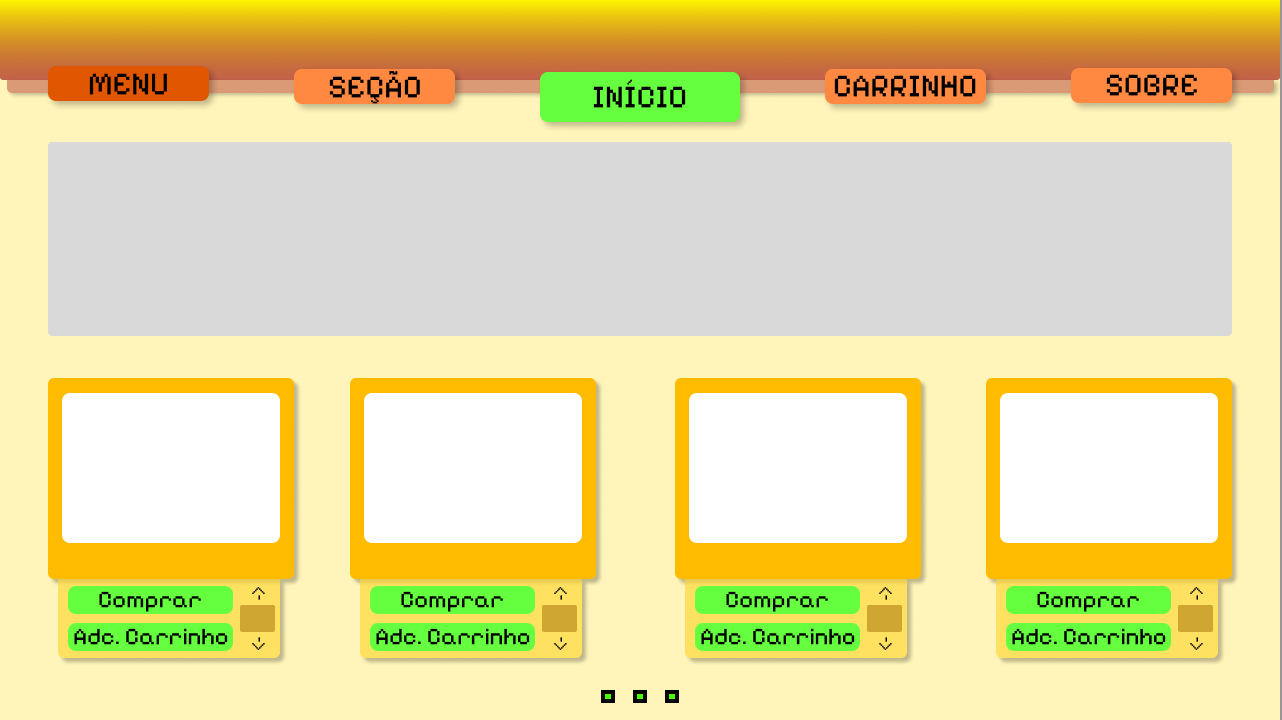 MENU
SEÇÃO
INÍCIO
CARRINHO
SOBRE
Comprar
Adc. Carrinho
Comprar
Adc. Carrinho
Comprar
Adc. Carrinho
Comprar
Adc. Carrinho